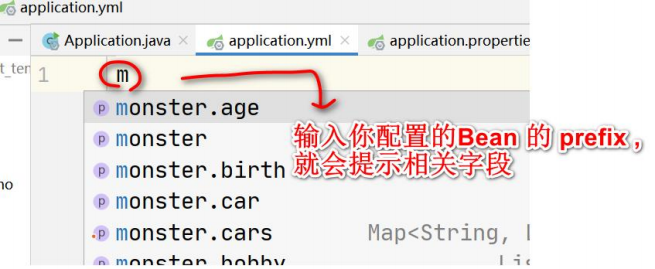 application.yml
Application.java × application.yml × application.propertie
t_ter 1 m
monster.age
monster
monster.birth
monster.car
monster.cars Map<String,
monster.hobby Lis
输入你配置的Bean 的 prefix ,
就会提示相关字段
no